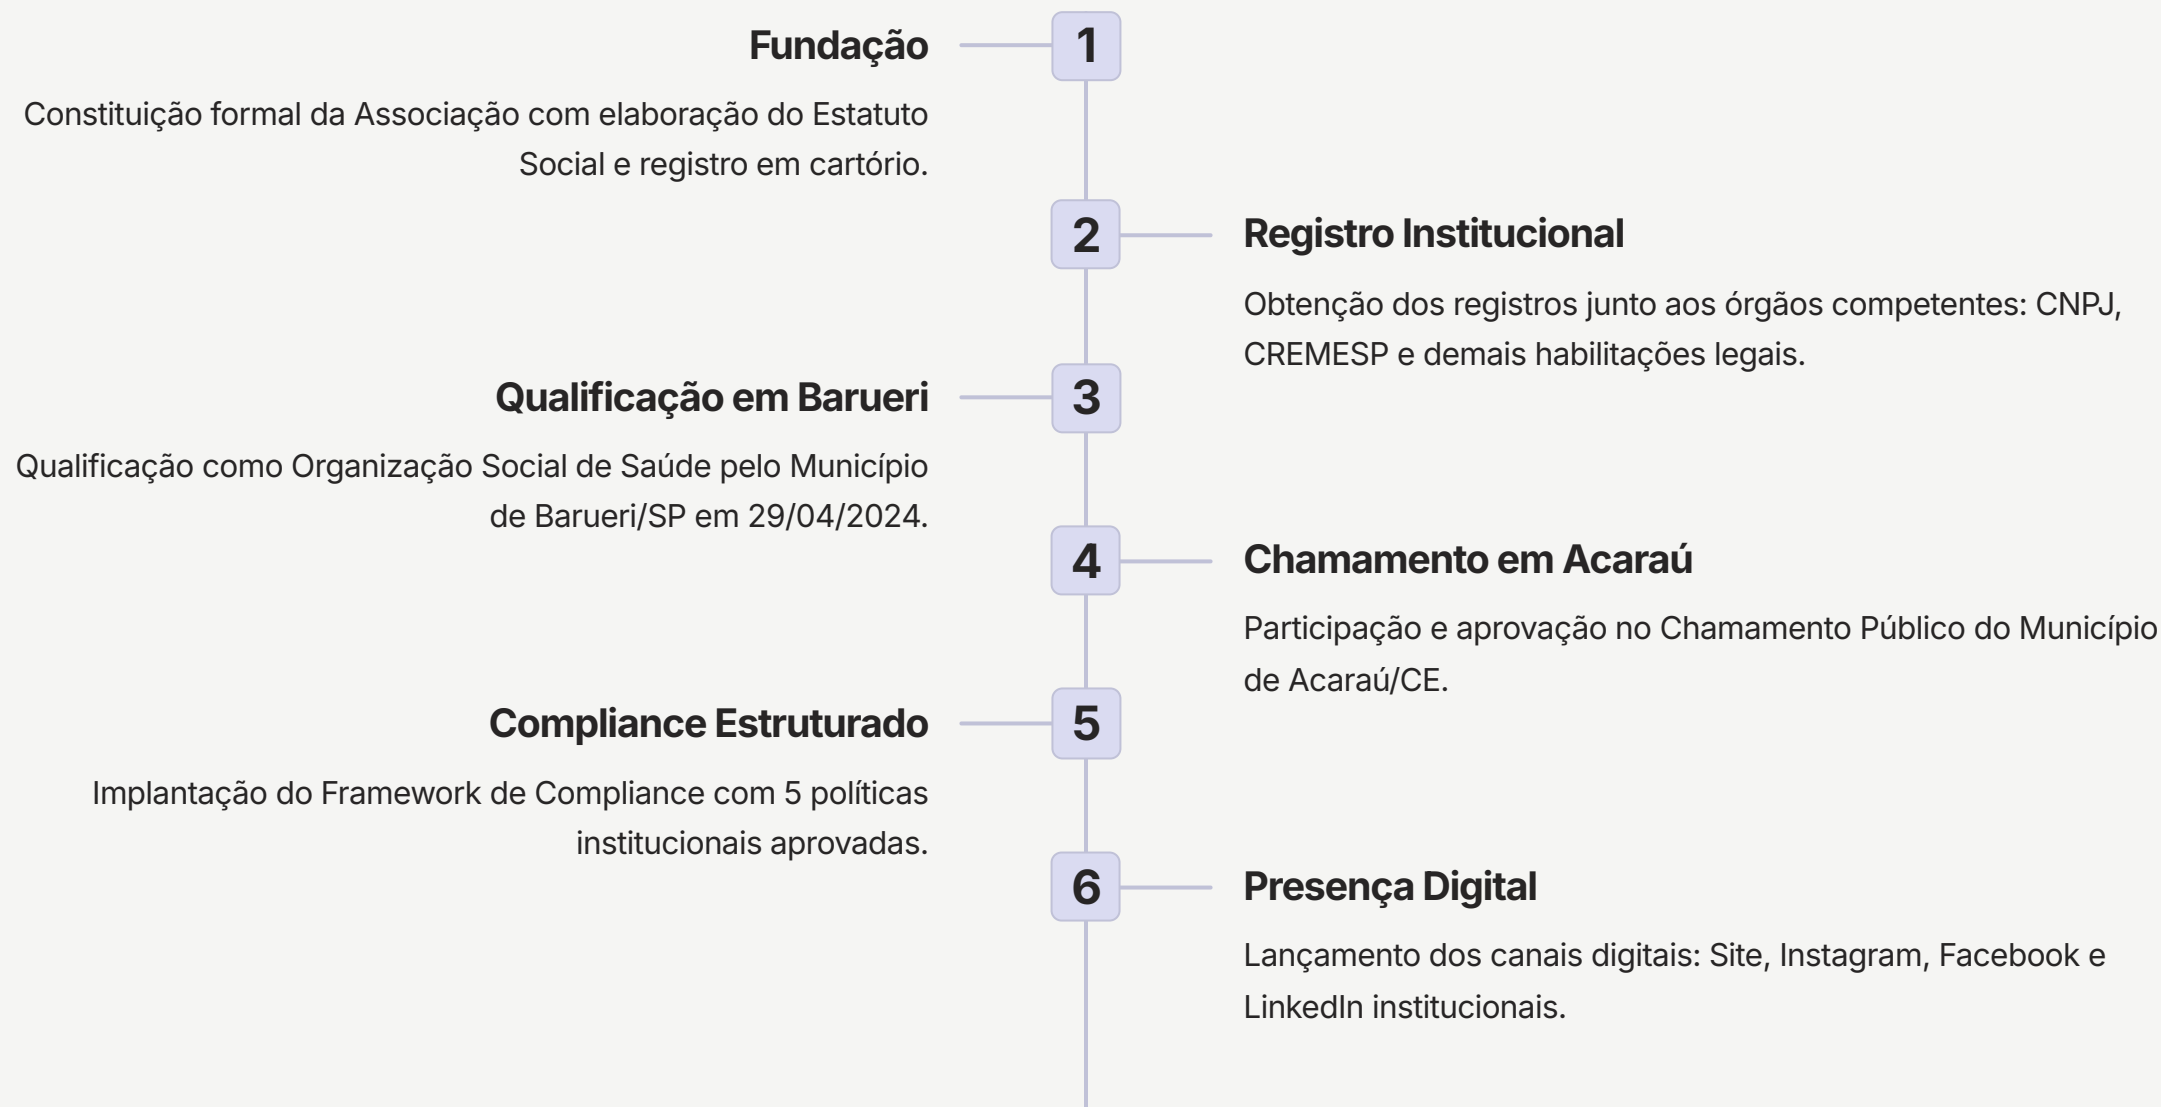 Fundação
1
Constituição formal da Associação com elaboração do Estatuto
Social e registro em cartório.
2
Registro Institucional
Obtenção dos registros junto aos órgãos competentes: CNPJ,
CREMESP e demais habilitações legais.
Qualificação em Barueri
3
Qualificação como Organização Social de Saúde pelo Município
de Barueri/SP em 29/04/2024.
4
Chamamento em Acaraú
Participação e aprovação no Chamamento Público do Município
de Acaraú/CE.
Compliance Estruturado
5
Implantação do Framework de Compliance com 5 políticas
institucionais aprovadas.
6
Presença Digital
Lançamento dos canais digitais: Site, Instagram, Facebook e
LinkedIn institucionais.